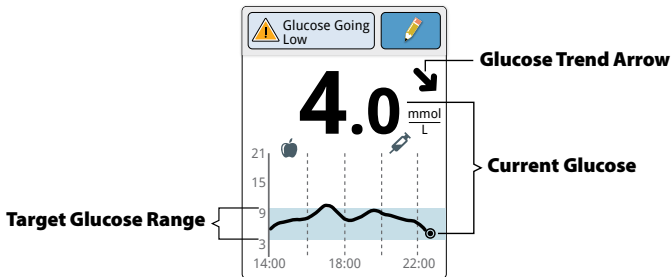 Glucose Going
Low
Glucose Trend Arrow
4.0 mmol
L
Current Glucose
21
15
9
Target Glucose Range
3
14:00 18:00 22:00